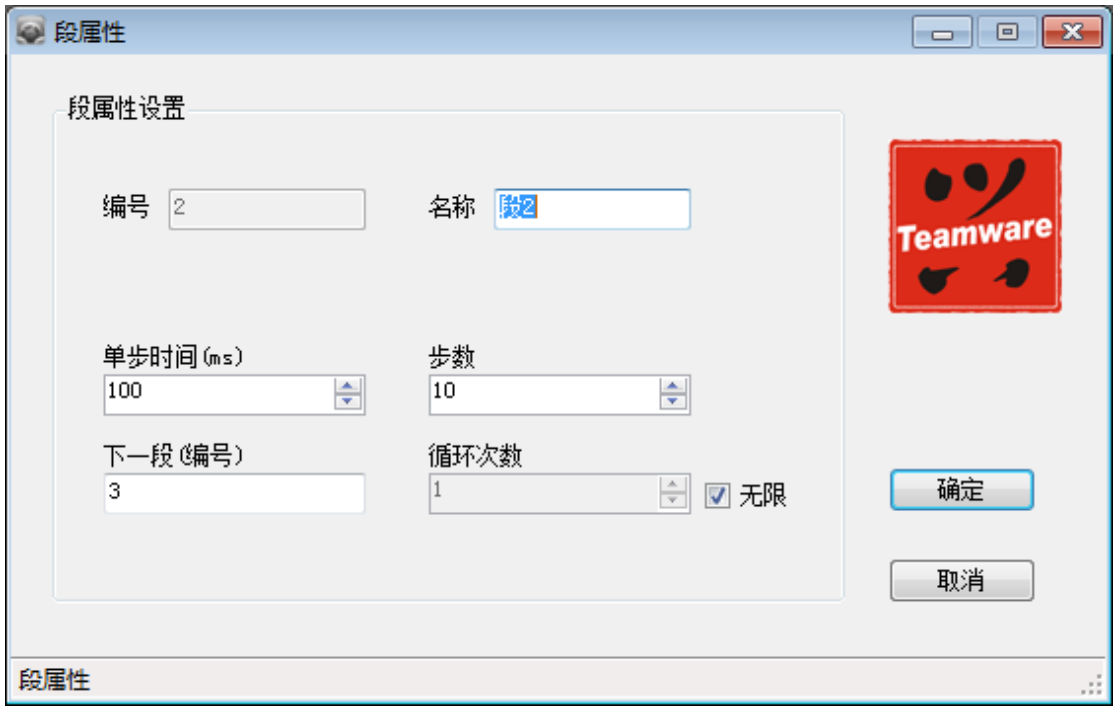 段属性
段属性设置
编号 2 名称 段2
Teamware
单步时间(ms) 步数
100 10
下一段(编号) 循环次数
3 1 无限
确定
取消
段属性